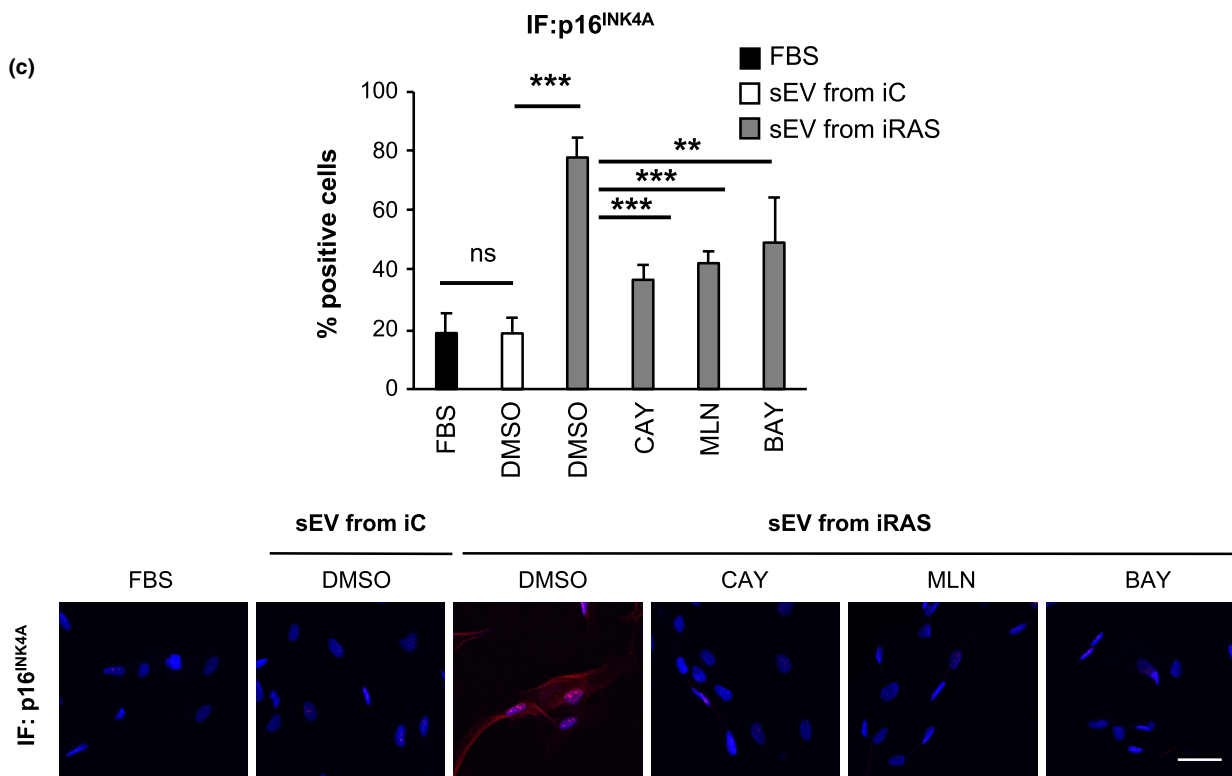 IF:p16INK4A
(c)
FBS
sEV from iC
sEV from iRAS
100
80
60
40
20
0
% positive cells
***
**
***
***
ns
FBS
DMSO
DMSO
CAY
MLN
BAY
sEV from iC
sEV from iRAS
FBS
DMSO
DMSO
CAY
MLN
BAY
IF: p16INK4A